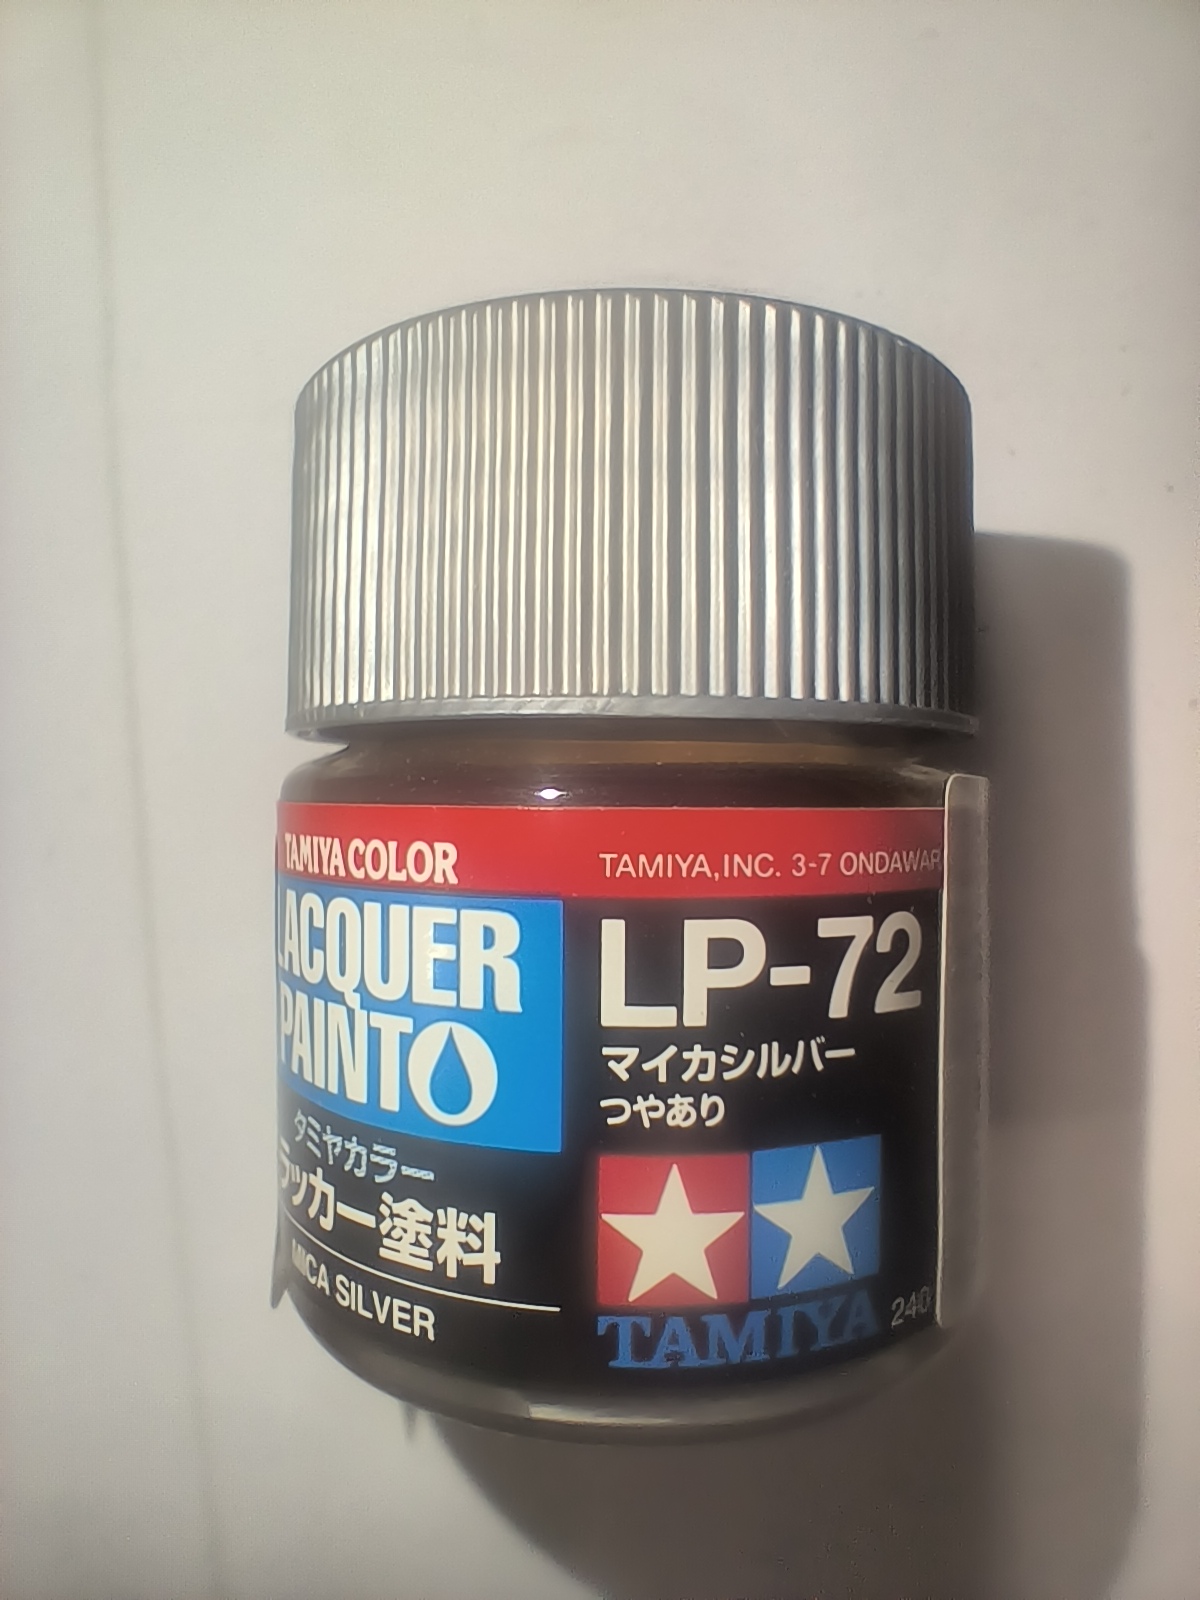 TAMIYA COLOR
LACQUER
PAINT
タミヤカラー
ラッカー塗料
MICA SILVER
TAMIYA,INC. 3-7 ONDAWAR
LP-72
マイカシルバー
つやあり
TAMIYA
240